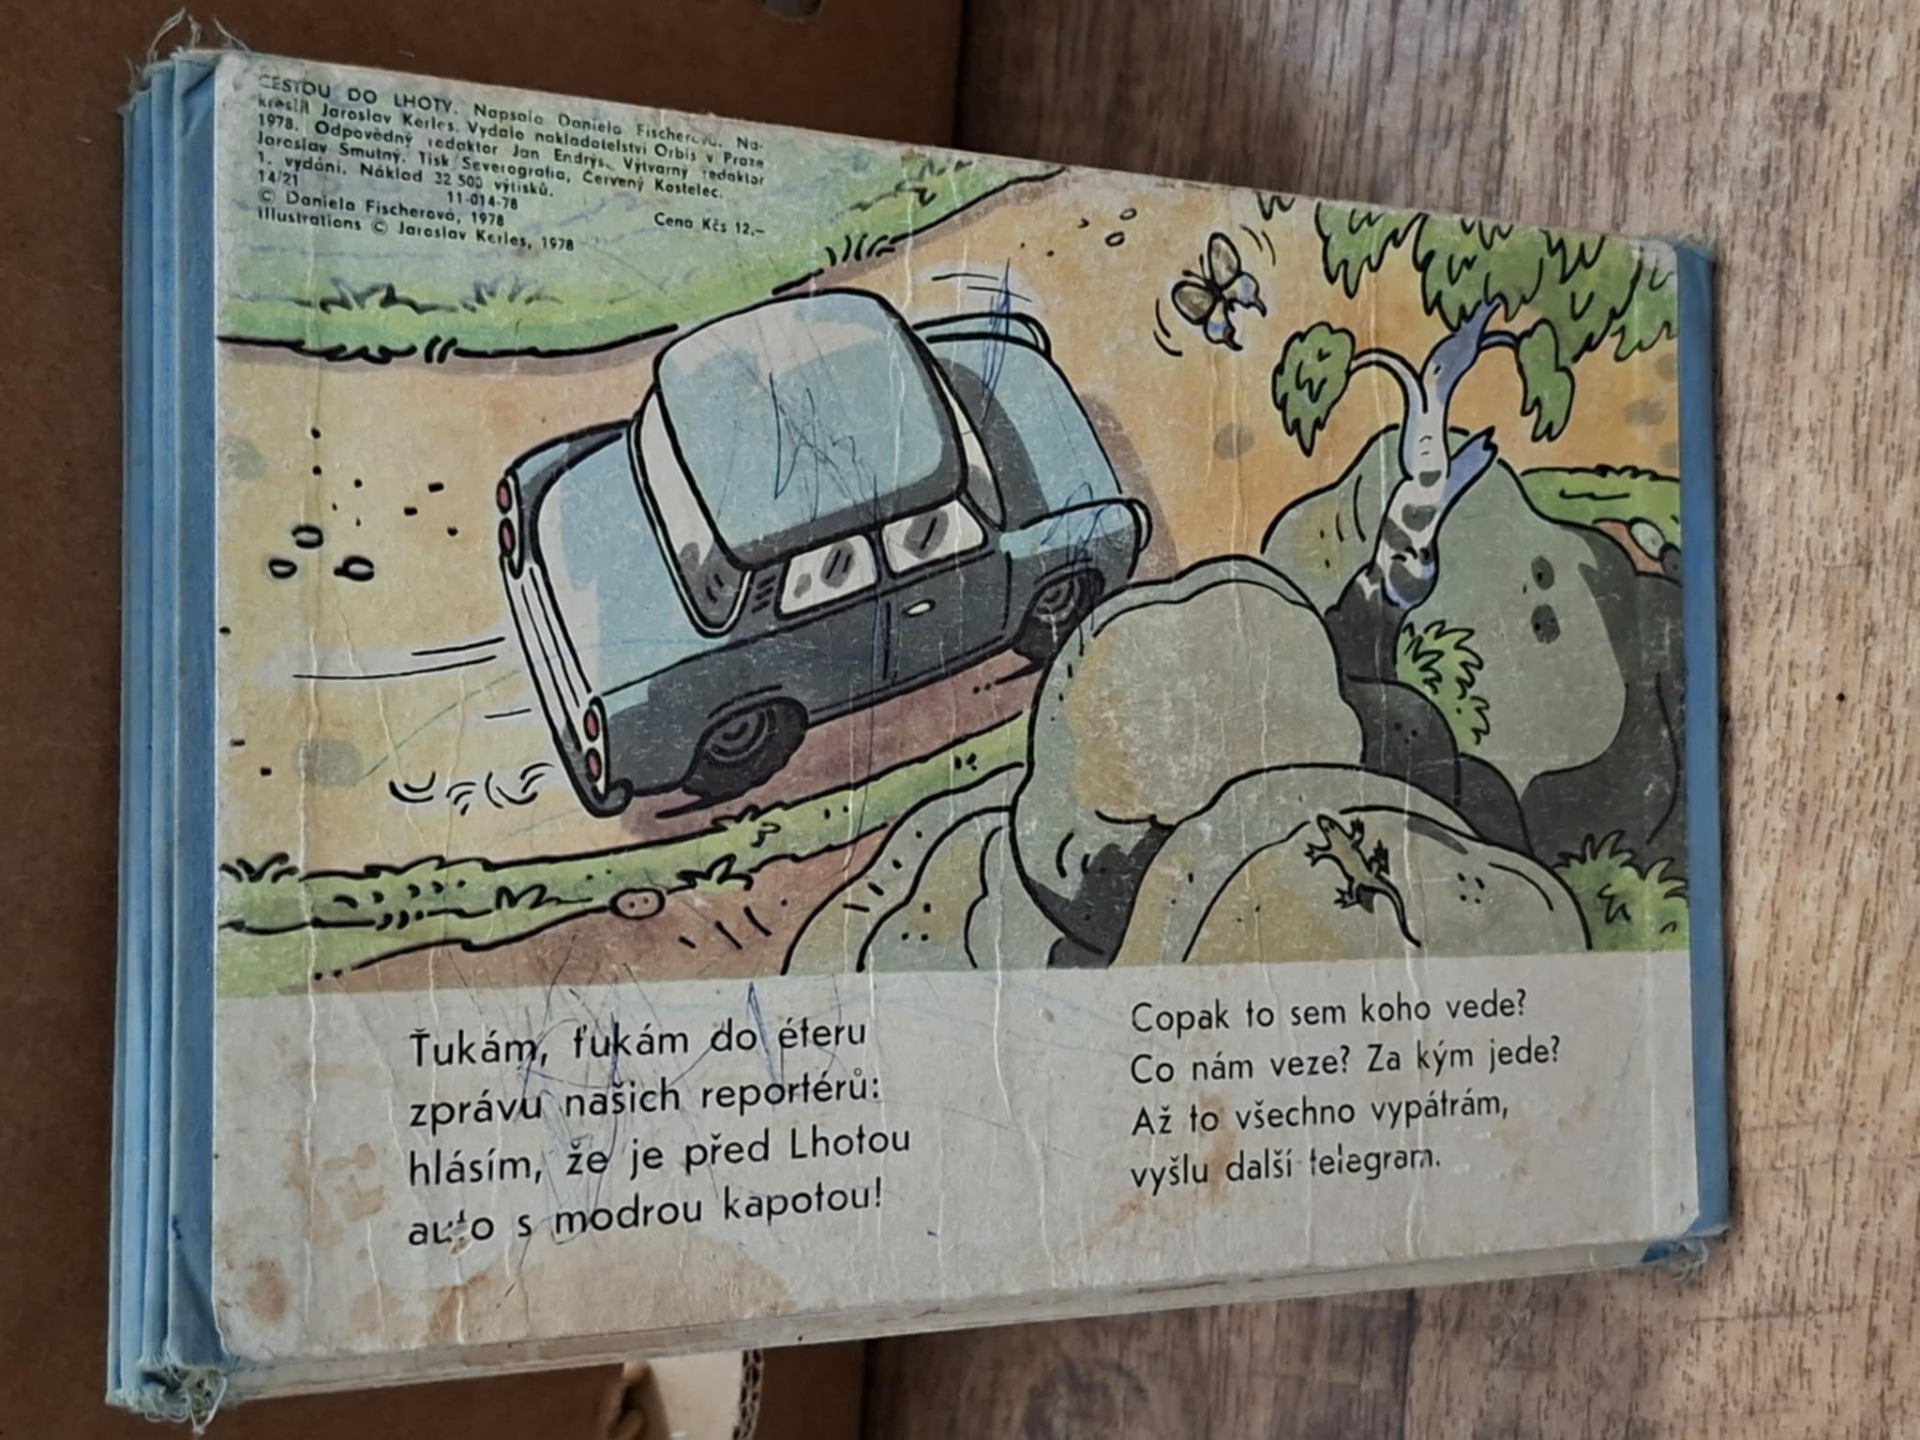 CESTOU DO LHOTY. Napsala Daniela Fischerová. Na-
kreslil Jaroslav Kerles. Vydalo nakladatelství Orbis v Praze
1978. Odpovědný redaktor Jan Endrýs. Výtvarný redaktor
Jaroslav Smutný. Tisk Severografia, Červený Kostelec.
1. vydání. Náklad 32 500 výtisků.
14/21 11-014-78
© Daniela Fischerová, 1978 Cena Kčs 12,-
Illustrations © Jaroslav Kerles, 1978
Ťukám, ťukám do éteru
zprávu našich reportérů:
hlásím, že je před Lhotou
auto s modrou kapotou!
Copak to sem koho vede?
Co nám veze? Za kým jede?
Až to všechno vypátrám,
vyšlu další telegram.